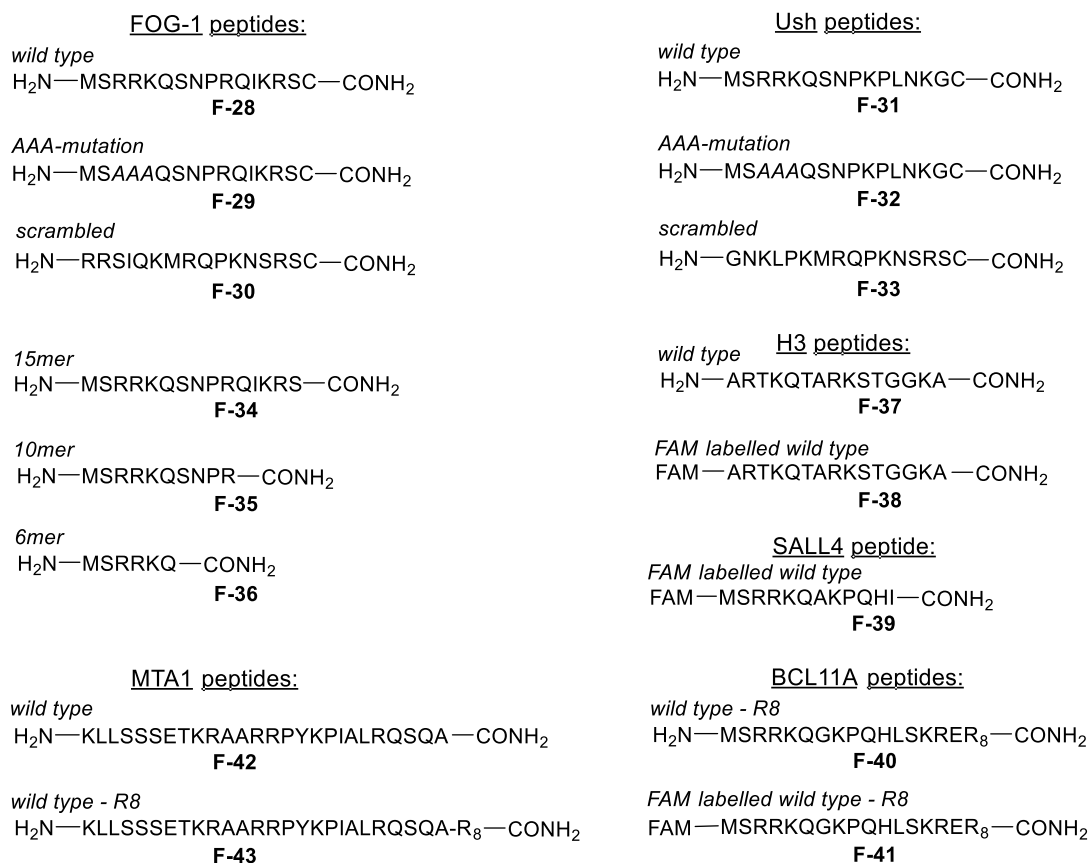 FOG-1 peptides:
wild type
H₂N—MSRRKQSNPRQIKRSC—CONH₂
F-28
AAA-mutation
H₂N—MSAAAQSNPRQIKRSC—CONH₂
F-29
scrambled
H₂N—RRSIQKMRQPKNSRSC—CONH₂
F-30
15mer
H₂N—MSRRKQSNPRQIKRS—CONH₂
F-34
10mer
H₂N—MSRRKQSNPR—CONH₂
F-35
6mer
H₂N—MSRRKQ—CONH₂
F-36
MTA1 peptides:
wild type
H₂N—KLLSSSETKRAARRPYKPIALRQSQA—CONH₂
F-42
wild type - R8
H₂N—KLLSSSETKRAARRPYKPIALRQSQA-R₈—CONH₂
F-43
Ush peptides:
wild type
H₂N—MSRRKQSNPKPLNKGC—CONH₂
F-31
AAA-mutation
H₂N—MSAAAQSNPKPLNKGC—CONH₂
F-32
scrambled
H₂N—GNKLPKMRQPKNSRSC—CONH₂
F-33
H3 peptides:
wild type
H₂N—ARTKQTARKSTGGKA—CONH₂
F-37
FAM labelled wild type
FAM—ARTKQTARKSTGGKA—CONH₂
F-38
SALL4 peptide:
FAM labelled wild type
FAM—MSRRKQAKPQHI—CONH₂
F-39
BCL11A peptides:
wild type - R8
H₂N—MSRRKQGKPQHLSKRER₈—CONH₂
F-40
FAM labelled wild type - R8
FAM—MSRRKQGKPQHLSKRER₈—CONH₂
F-41